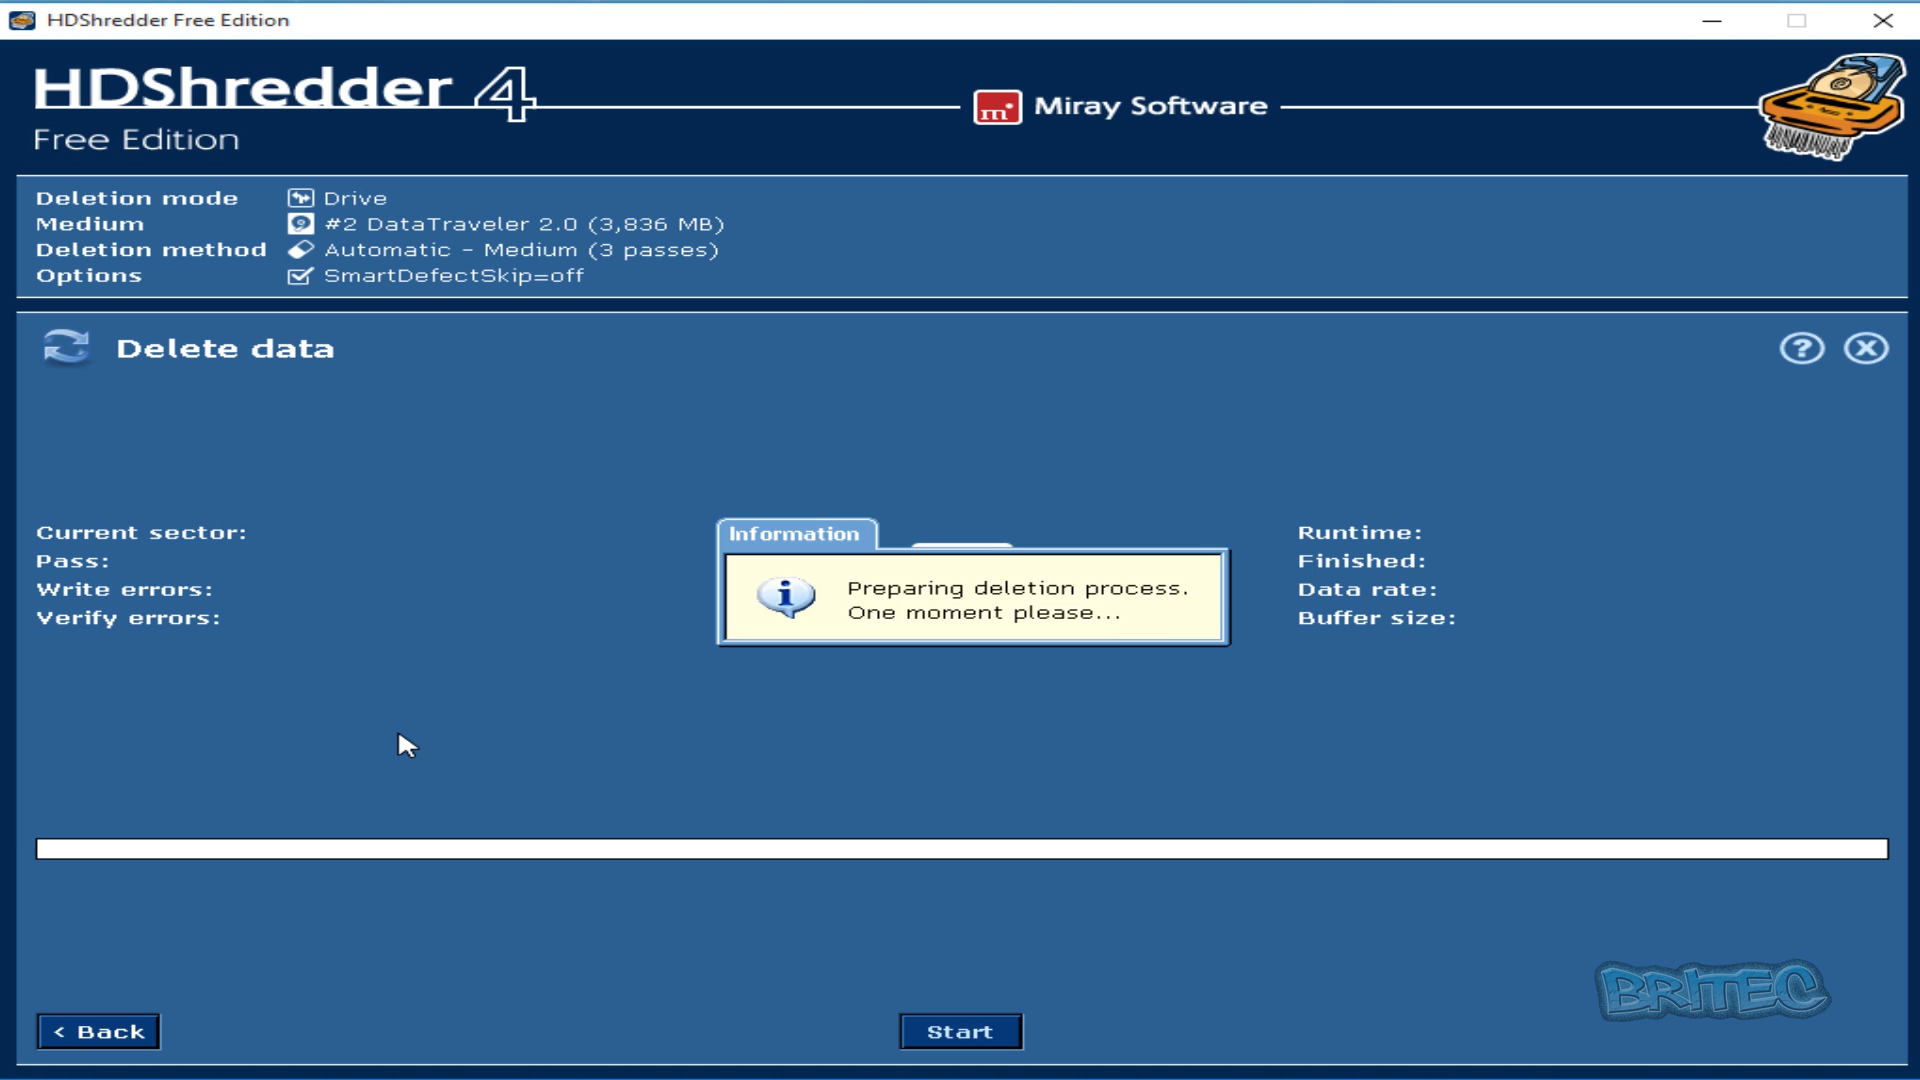 HDShredder Free Edition
HDShredder 4
Free Edition
m
Miray Software
Deletion mode Drive
Medium #2 DataTraveler 2.0 (3,836 MB)
Deletion method Automatic - Medium (3 passes)
Options SmartDefectSkip=off
Delete data
?
Current sector:
Pass:
Write errors:
Verify errors:
Information
i
Preparing deletion process.
One moment please...
Runtime:
Finished:
Data rate:
Buffer size:
BRITEC
< Back
Start